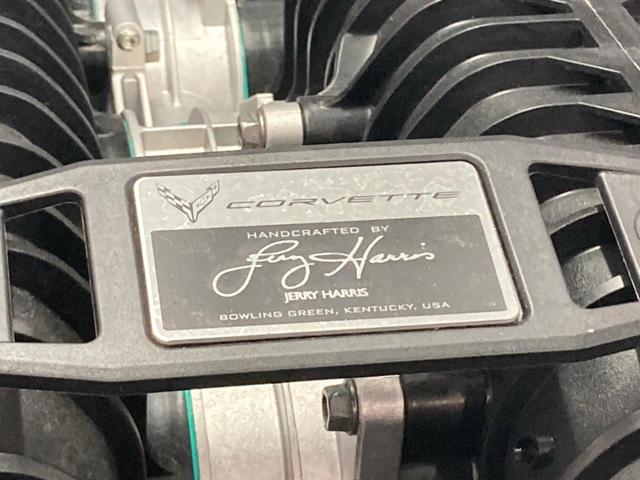 CORVETTE
HANDCRAFTED BY
Jerry Harris
JERRY HARRIS
BOWLING GREEN, KENTUCKY, USA